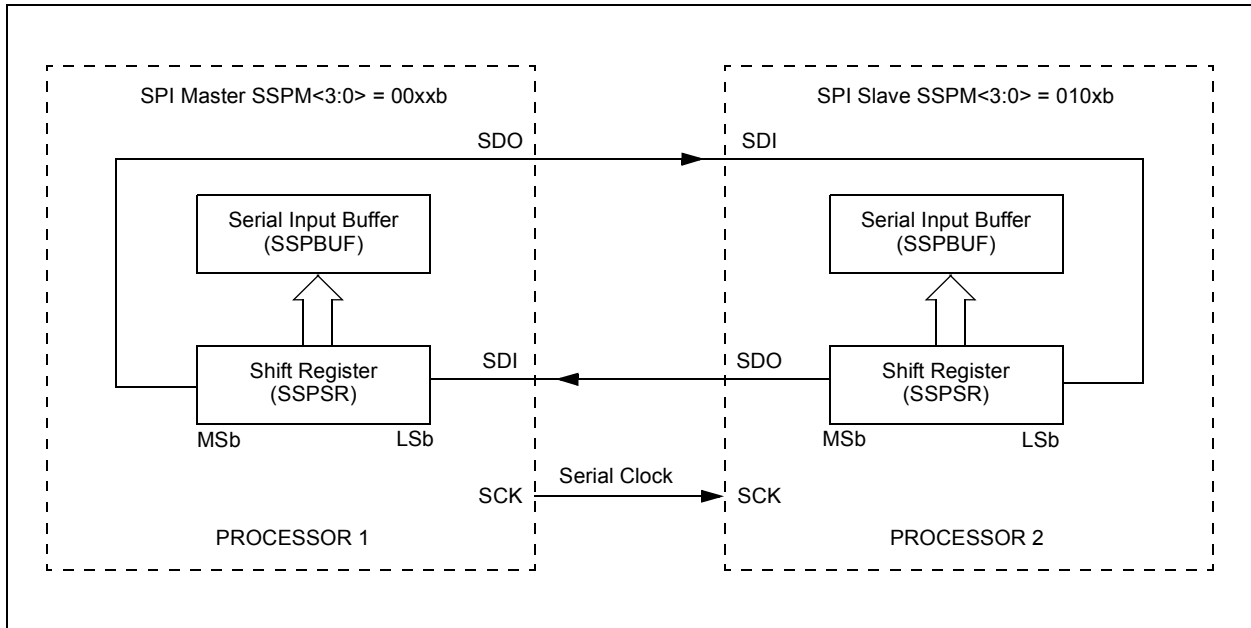 SPI Master SSPM<3:0> = 00xxb
SDO
Serial Input Buffer
(SSPBUF)
Shift Register
(SSPSR)
MSb
LSb
SDI
SCK
PROCESSOR 1
Serial Clock
SPI Slave SSPM<3:0> = 010xb
SDI
Serial Input Buffer
(SSPBUF)
SDO
Shift Register
(SSPSR)
MSb
LSb
SCK
PROCESSOR 2